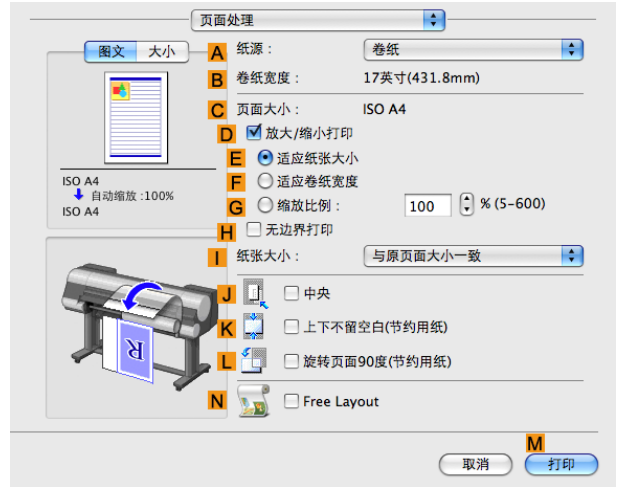 页面处理
图文 大小
A 纸源： 卷纸
B 卷纸宽度： 17英寸(431.8mm)
C 页面大小： ISO A4
D 放大/缩小打印
E 适应纸张大小
F 适应卷纸宽度
G 缩放比例： 100 % (5-600)
H 无边界打印
ISO A4
自动缩放 :100%
ISO A4
I 纸张大小： 与原页面大小一致
J 中央
K 上下不留空白(节约用纸)
L 旋转页面90度(节约用纸)
R
N Free Layout
M
取消 打印